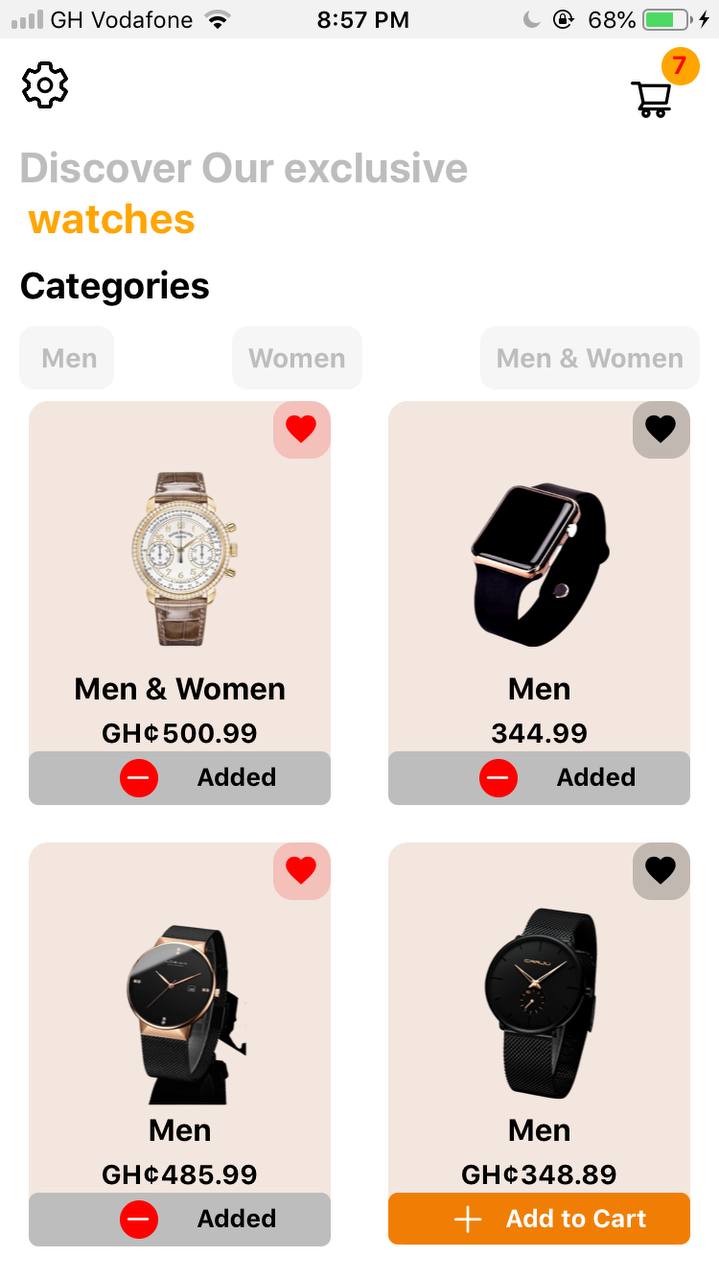 GH Vodafone 8:57 PM 68%
7
Discover Our exclusive
watches
Categories
Men Women Men & Women
Men & Women
GH¢500.99
Added
Men
344.99
Added
Men
GH¢485.99
Added
CRRJU
Men
GH¢348.89
Add to Cart